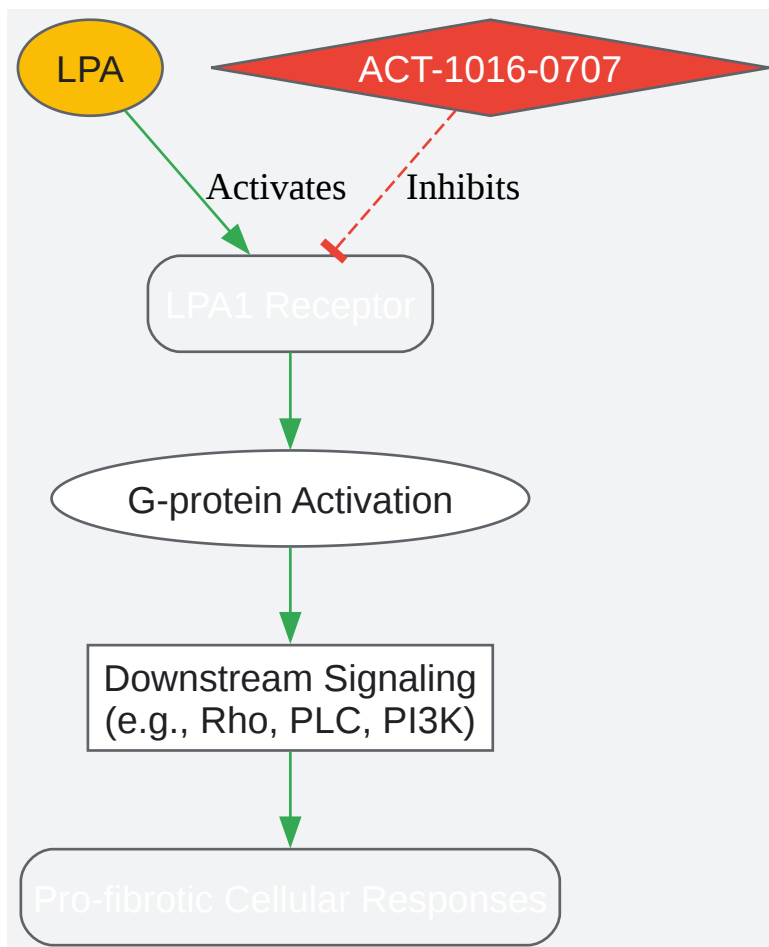 LPA
ACT-1016-0707
Activates
Inhibits
LPA1 Receptor
G-protein Activation
Downstream Signaling
(e.g., Rho, PLC, PI3K)
Pro-fibrotic Cellular Responses